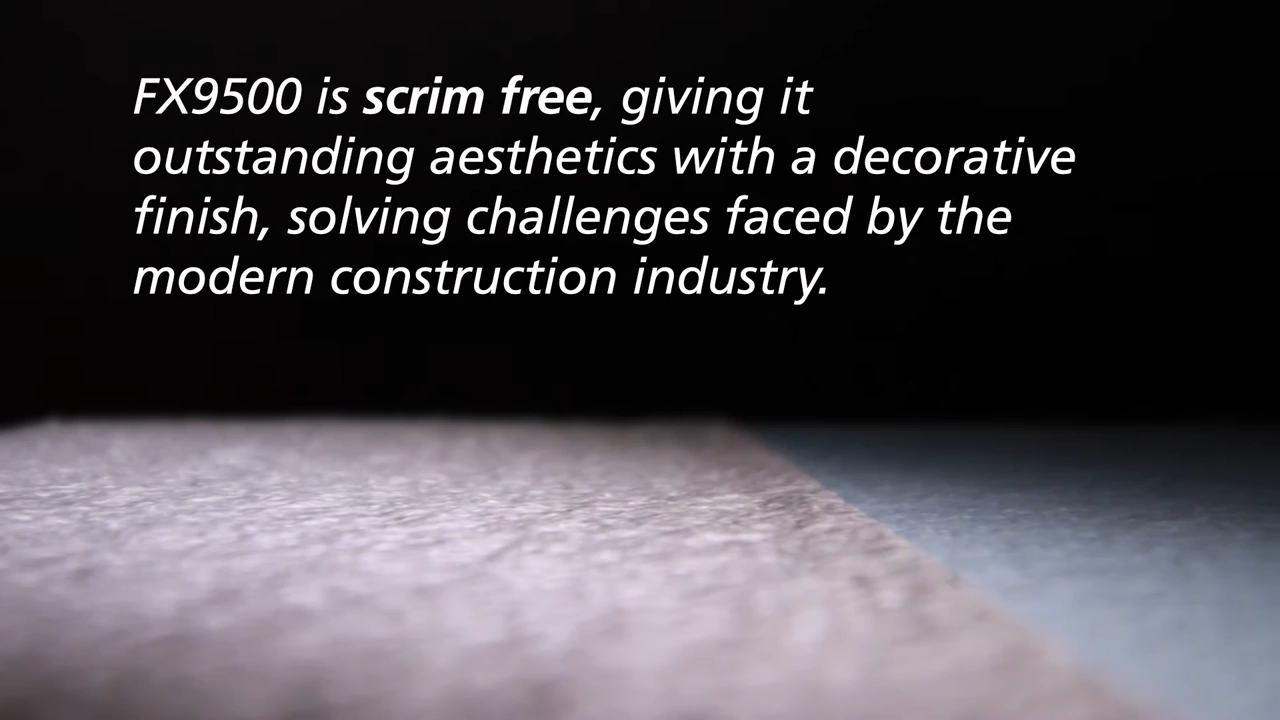 FX9500 is scrim free, giving it
outstanding aesthetics with a decorative
finish, solving challenges faced by the
modern construction industry.